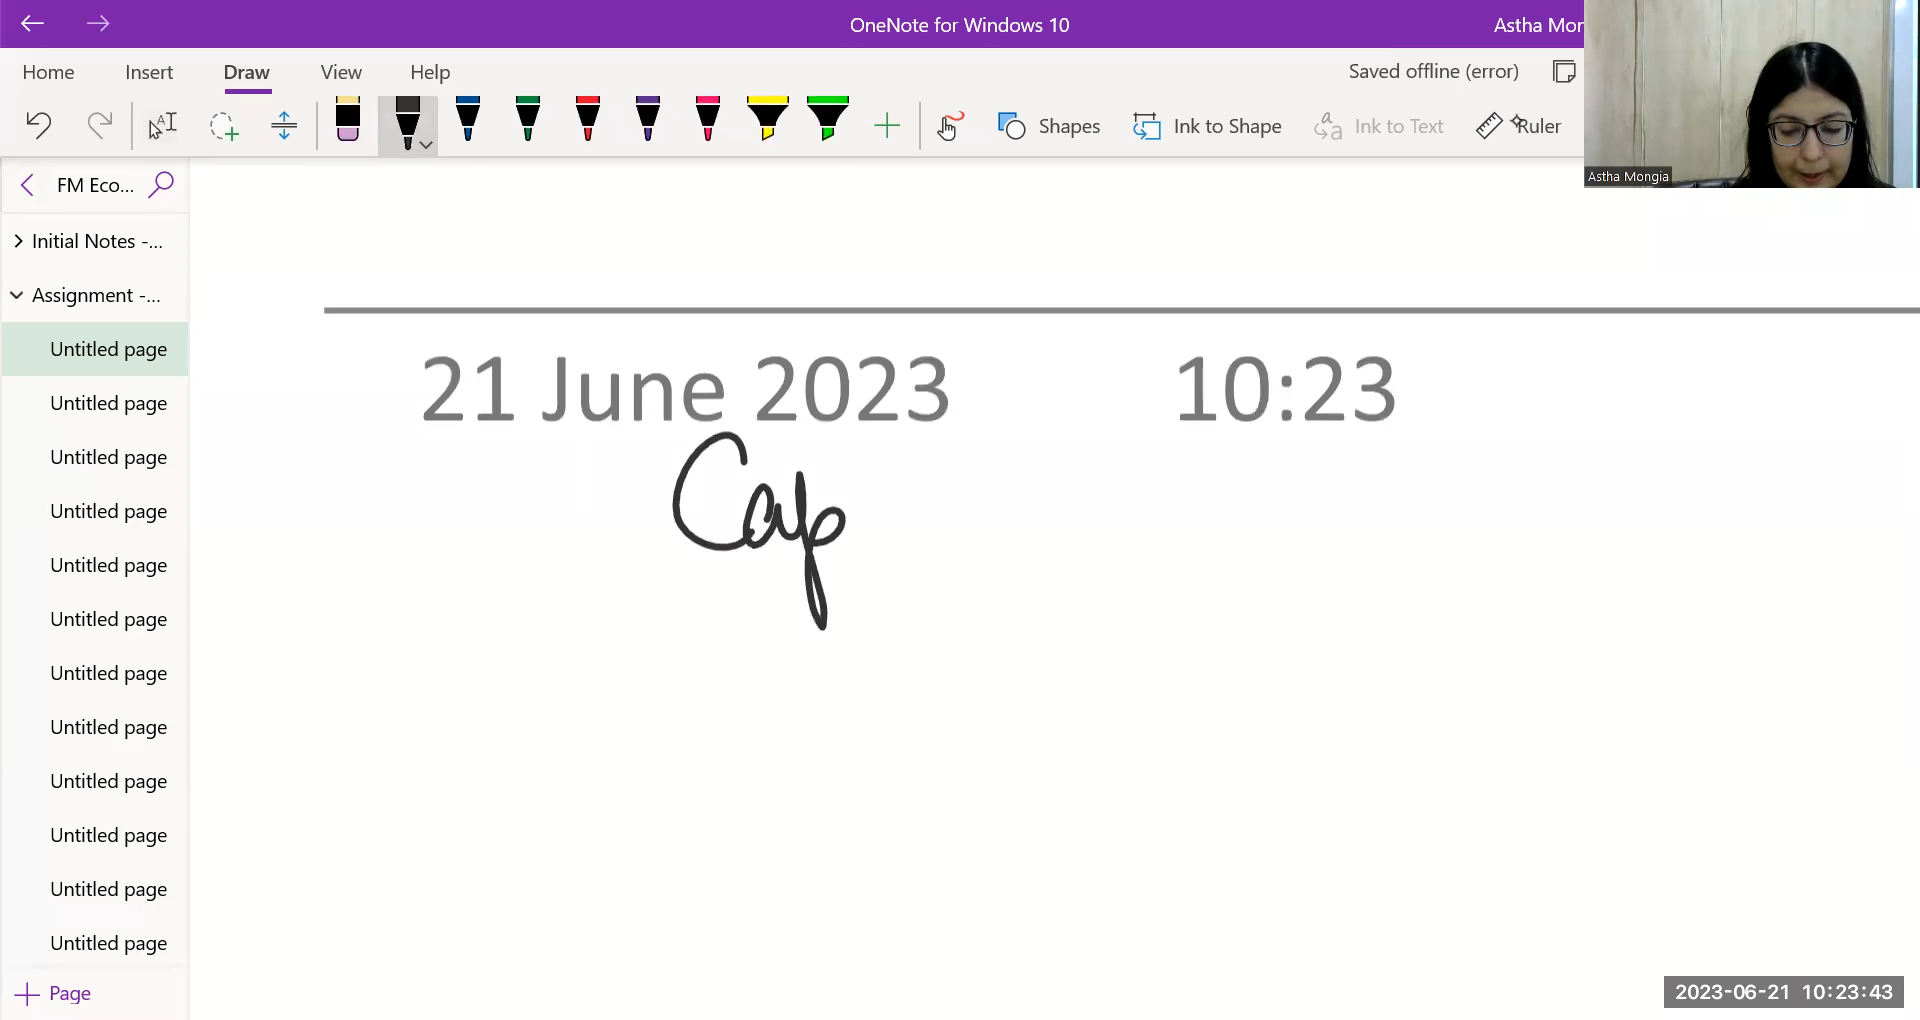 OneNote for Windows 10
Astha Mon
Home Insert Draw View Help
Saved offline (error)
Shapes Ink to Shape Ink to Text Ruler
Astha Mongia
FM Eco...
Initial Notes -...
Assignment -...
Untitled page
Untitled page
Untitled page
Untitled page
Untitled page
Untitled page
Untitled page
Untitled page
Untitled page
Untitled page
Untitled page
Untitled page
Page
21 June 2023 10:23
Cap
2023-06-21 10:23:43